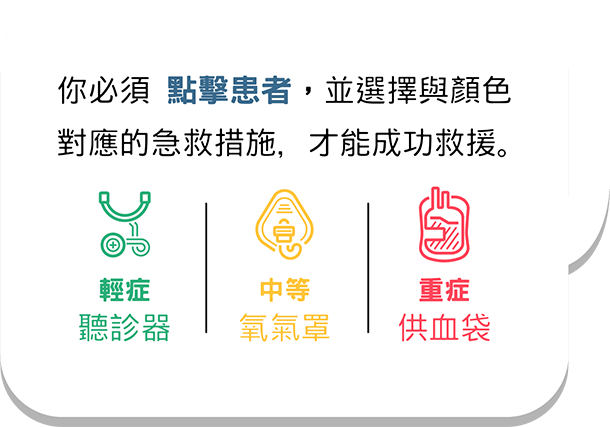 你必須 點擊患者，並選擇與顏色
對應的急救措施，才能成功救援。
輕症 中等 重症
聽診器 氧氣罩 供血袋